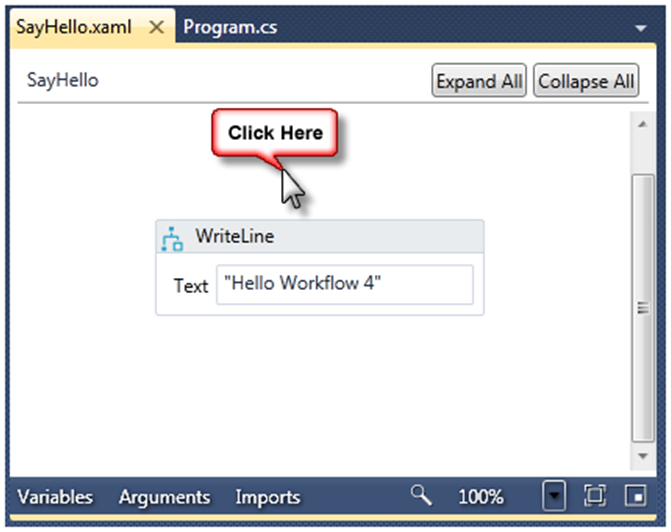 SayHello.xaml Program.cs
SayHello Expand All Collapse All
Click Here
WriteLine
Text "Hello Workflow 4"
Variables Arguments Imports 100%